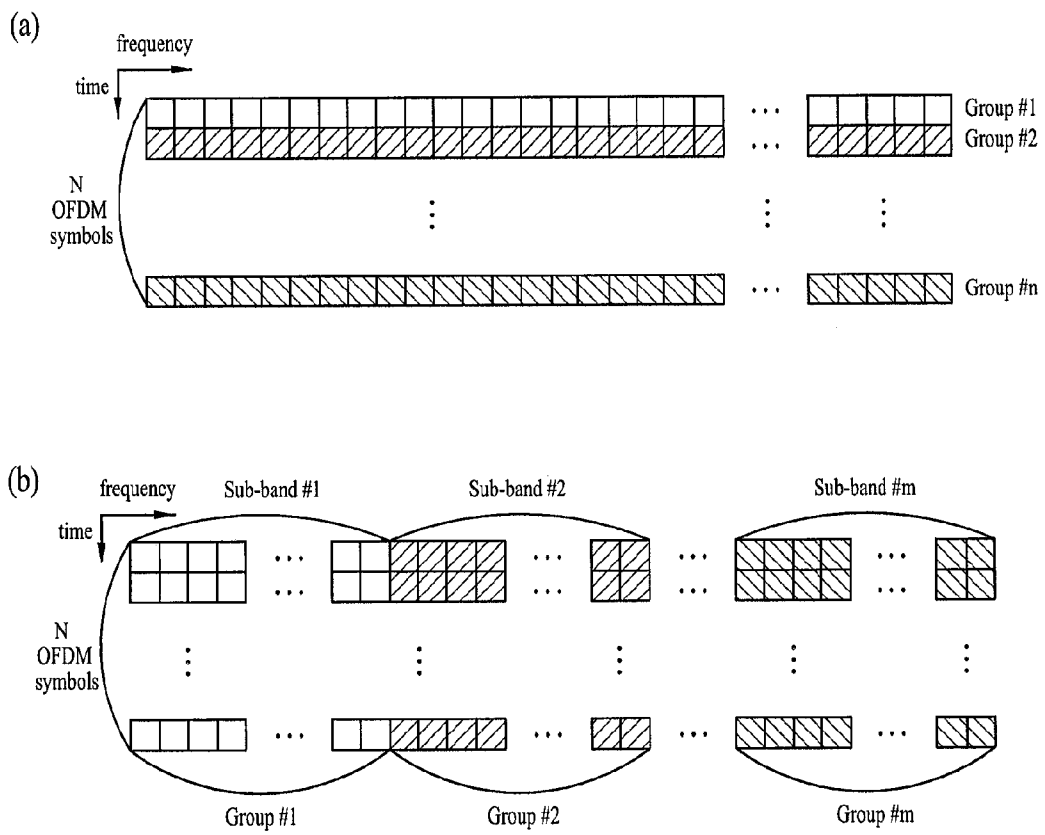 (a)
frequency
time
Group #1
Group #2
N
OFDM
symbols
Group #n
(b)
frequency
Sub-band #1
Sub-band #2
Sub-band #m
time
N
OFDM
symbols
Group #1
Group #2
Group #m